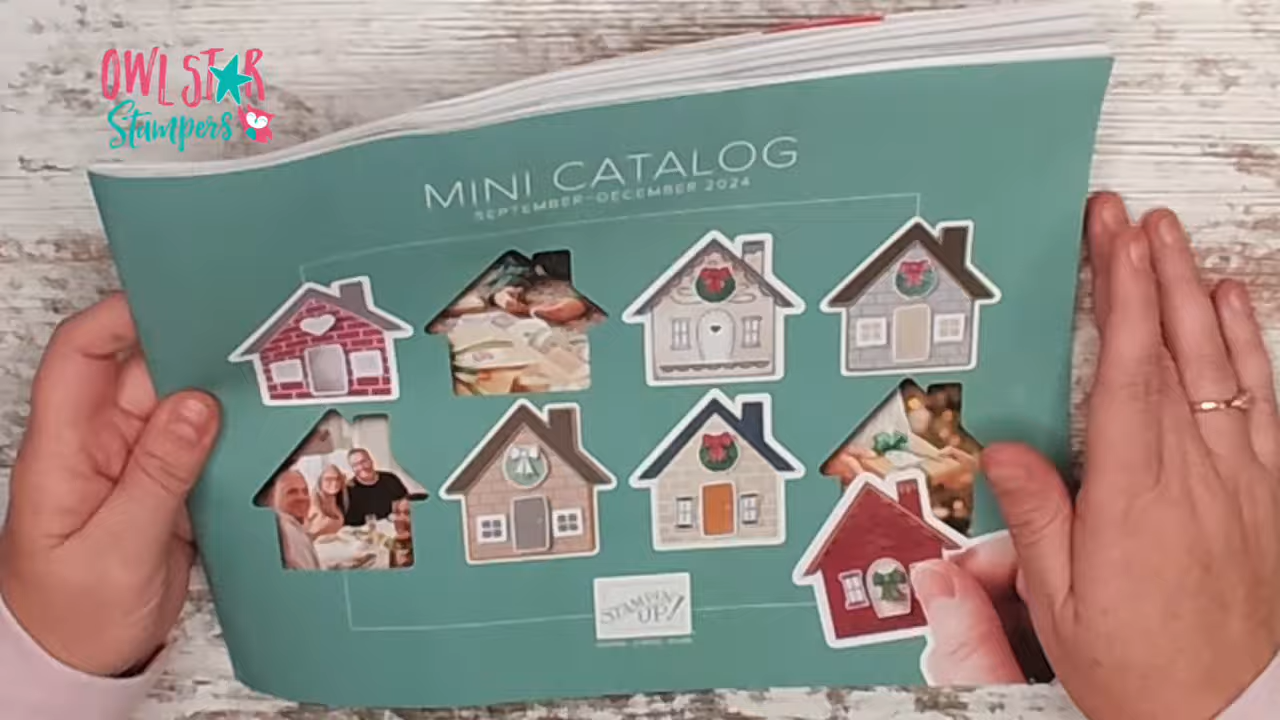 OWL STAR
Stampers
MINI CATALOG
SEPTEMBER–DECEMBER 2024
STAMPIN'
UP!